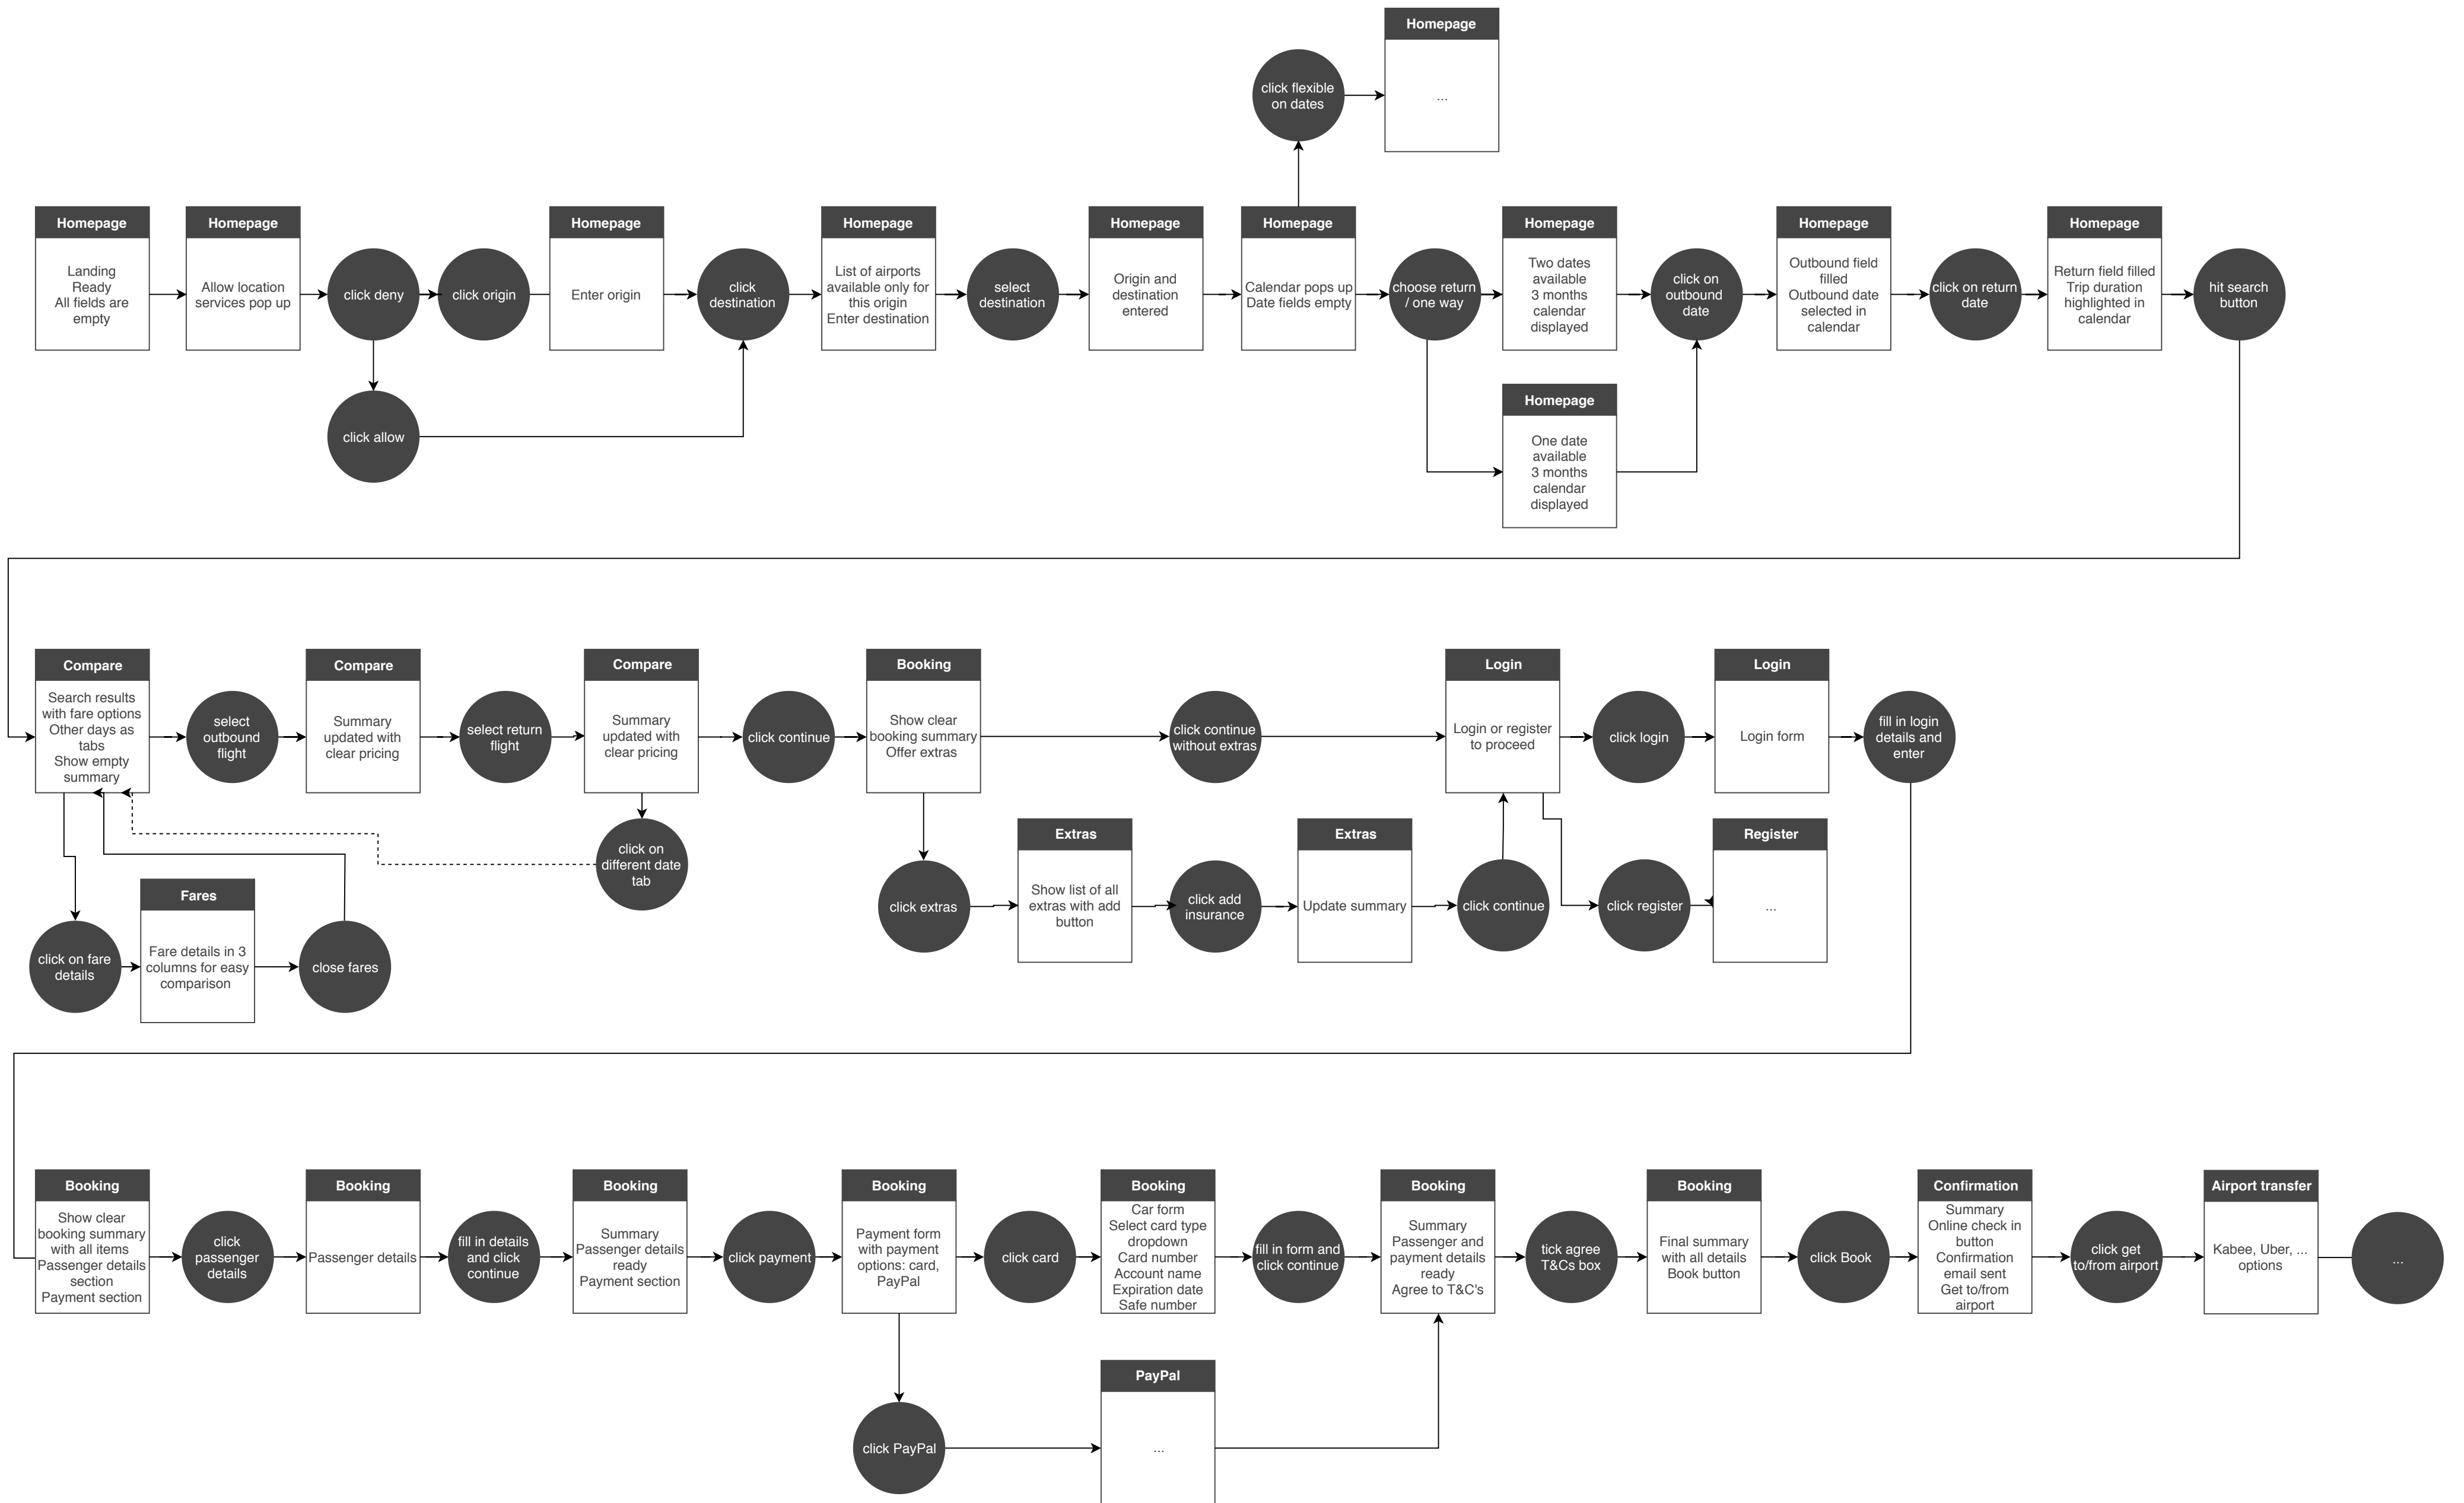 Homepage
...
click flexible
on dates
Homepage
Landing
Ready
All fields are
empty
Homepage
Allow location
services pop up
click deny
click origin
Homepage
Enter origin
click
destination
Homepage
List of airports
available only for
this origin
Enter destination
select
destination
Homepage
Origin and
destination
entered
Homepage
Calendar pops up
Date fields empty
choose return
/ one way
Homepage
Two dates
available
3 months
calendar
displayed
click on
outbound
date
Homepage
Outbound field
filled
Outbound date
selected in
calendar
click on return
date
Homepage
Return field filled
Trip duration
highlighted in
calendar
hit search
button
click allow
Homepage
One date
available
3 months
calendar
displayed
Compare
Search results
with fare options
Other days as
tabs
Show empty
summary
select
outbound
flight
Compare
Summary
updated with
clear pricing
select return
flight
Compare
Summary
updated with
clear pricing
click continue
Booking
Show clear
booking summary
Offer extras
click continue
without extras
Login
Login or register
to proceed
click login
Login
Login form
fill in login
details and
enter
click on
different date
tab
click on fare
details
Fares
Fare details in 3
columns for easy
comparison
close fares
click extras
Extras
Show list of all
extras with add
button
click add
insurance
Extras
Update summary
click continue
click register
Register
...
Booking
Show clear
booking summary
with all items
Passenger details
section
Payment section
click
passenger
details
Booking
Passenger details
fill in details
and click
continue
Booking
Summary
Passenger details
ready
Payment section
click payment
Booking
Payment form
with payment
options: card,
PayPal
click card
Booking
Car form
Select card type
dropdown
Card number
Account name
Expiration date
Safe number
fill in form and
click continue
Booking
Summary
Passenger and
payment details
ready
Agree to T&C's
tick agree
T&Cs box
Booking
Final summary
with all details
Book button
click Book
Confirmation
Summary
Online check in
button
Confirmation
email sent
Get to/from
airport
click get
to/from airport
Airport transfer
Kabee, Uber, ...
options
...
click PayPal
PayPal
...